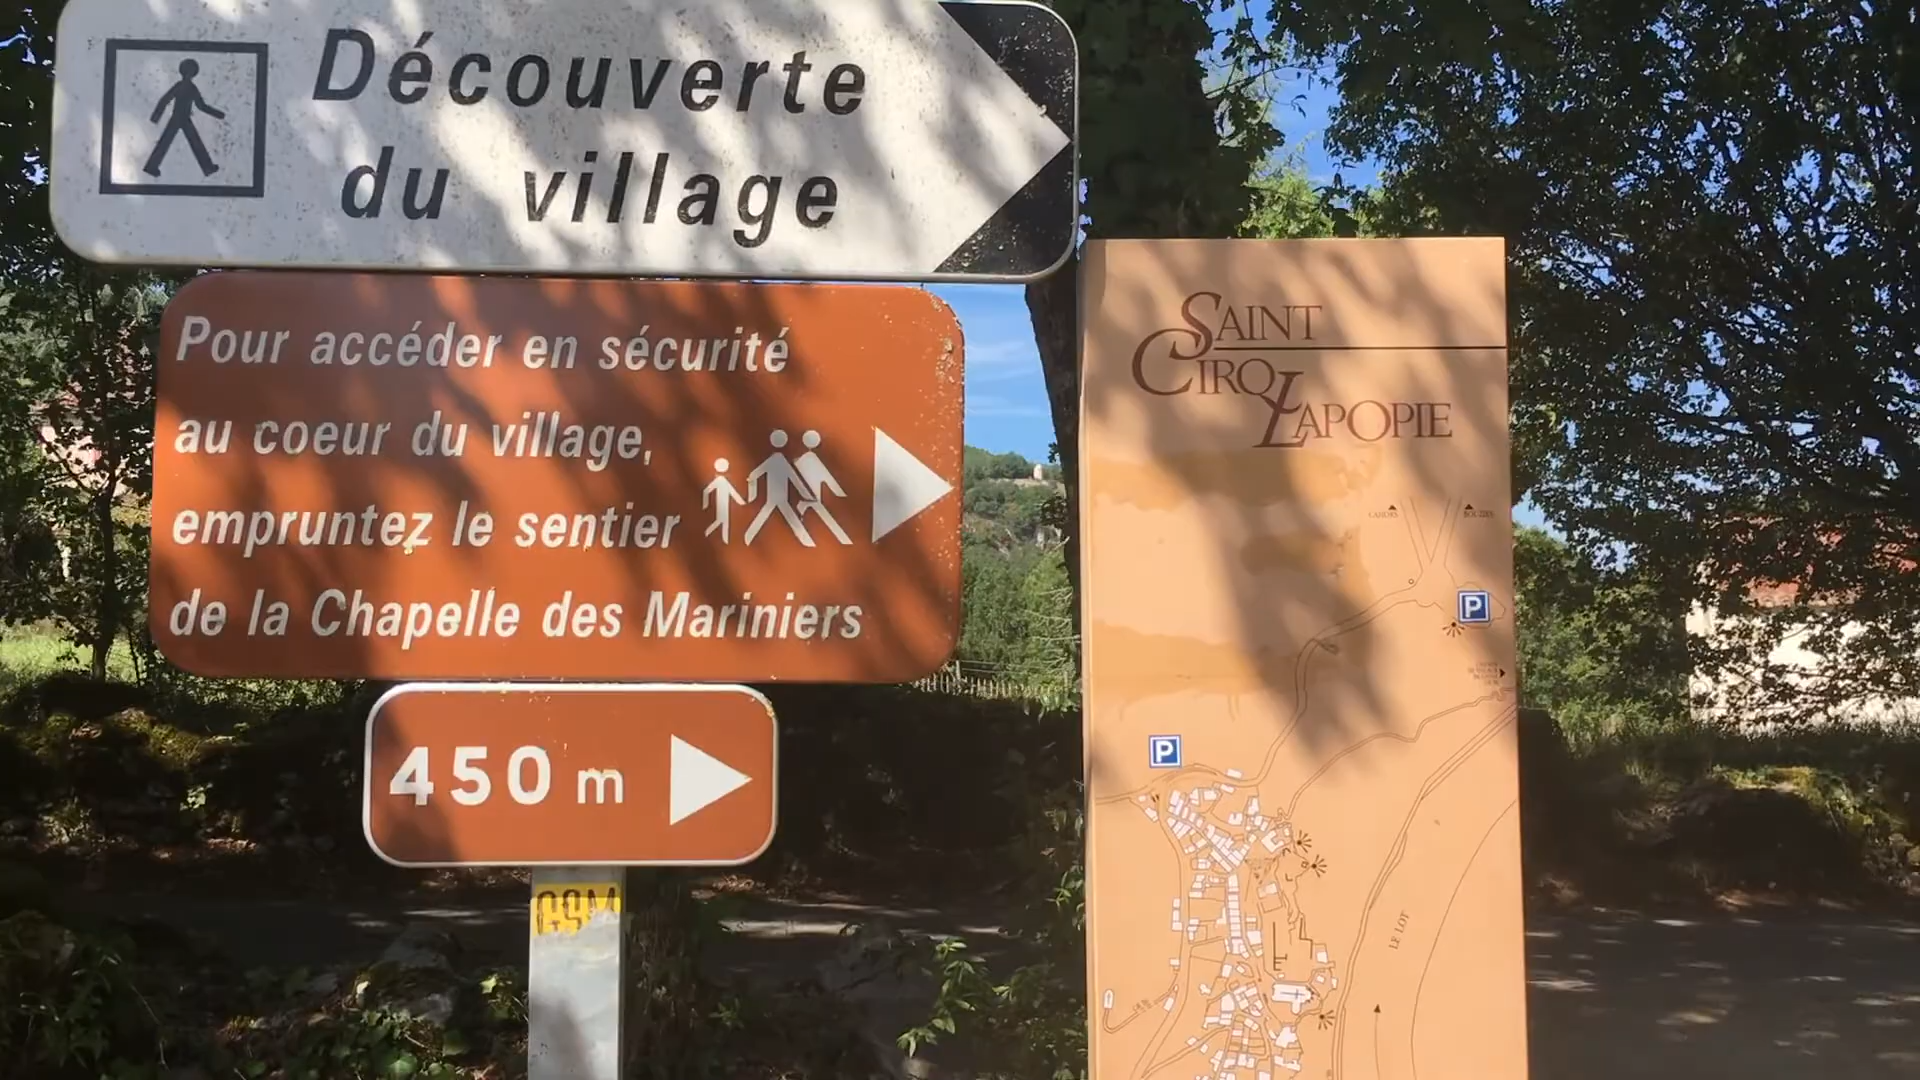 Découverte
du village
Pour accéder en sécurité
au coeur du village,
empruntez le sentier
de la Chapelle des Mariniers
450 m
GSM
SAINT
CIRQ LAPOPIE
P
P
LE LOT